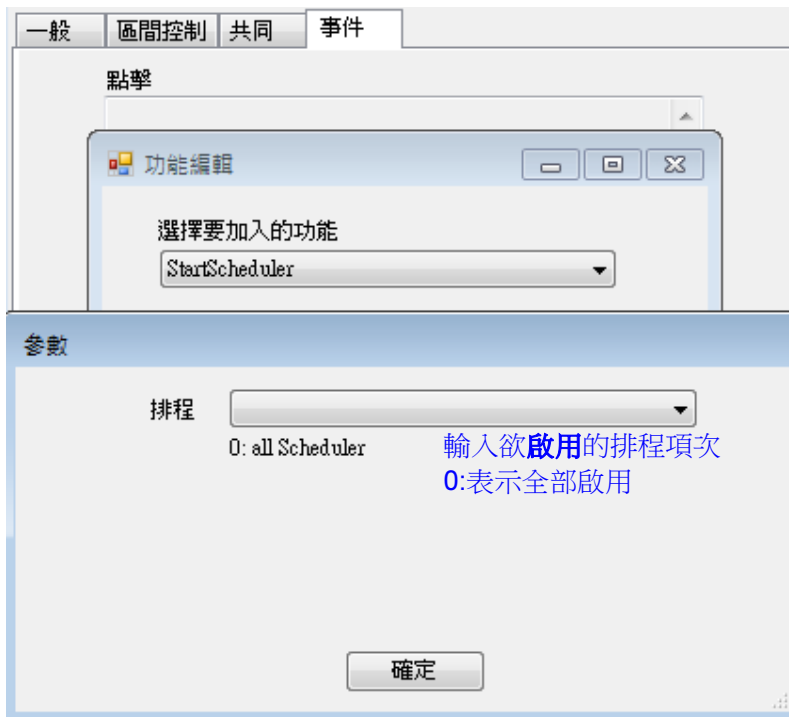 一般 區間控制 共同 事件
點擊
功能編輯
選擇要加入的功能
StartScheduler
參數
排程
0: all Scheduler 輸入欲啟用的排程項次
0:表示全部啟用
確定